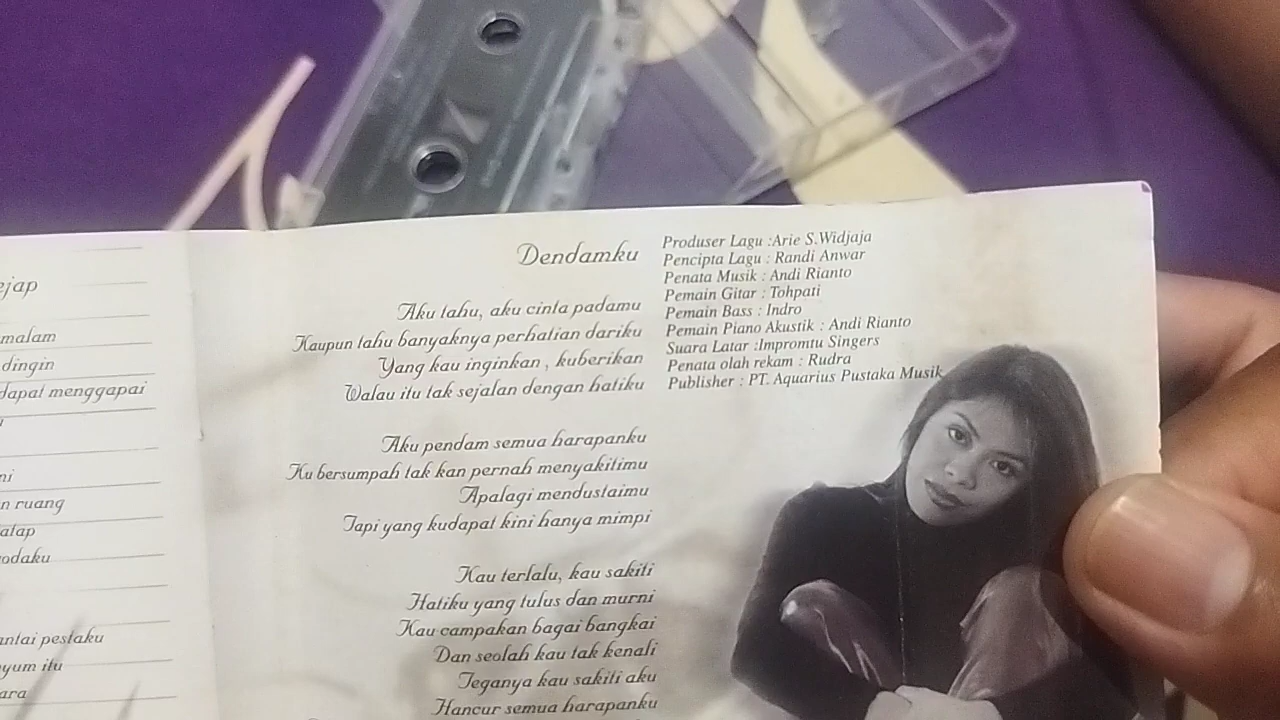 ejap
malam
dingin
dapat menggapai
ni
n ruang
atap
odaku
antai pestaku
yum itu
ara
Dendamku
Aku tahu, aku cinta padamu
Kaupun tahu banyaknya perhatian dariku
Yang kau inginkan , kuberikan
Walau itu tak sejalan dengan hatiku
Aku pendam semua harapanku
Ku bersumpah tak kan pernah menyakitimu
Apalagi mendustaimu
Tapi yang kudapat kini hanya mimpi
Kau terlalu, kau sakiti
Hatiku yang tulus dan murni
Kau campakan bagai bangkai
Dan seolah kau tak kenali
Teganya kau sakiti aku
Hancur semua harapanku
Produser Lagu :Arie S.Widjaja
Pencipta Lagu : Randi Anwar
Penata Musik : Andi Rianto
Pemain Gitar : Tohpati
Pemain Bass : Indro
Pemain Piano Akustik : Andi Rianto
Suara Latar :Impromtu Singers
Penata olah rekam : Rudra
Publisher : PT. Aquarius Pustaka Musik